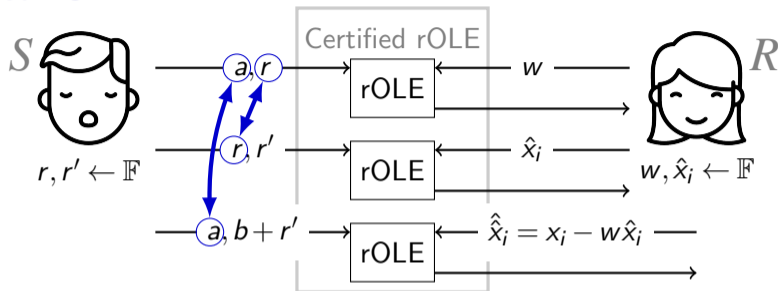 Certified rOLE
S
a, r
rOLE
w
R
r, r′
rOLE
x̂ᵢ
r, r′ ← 𝔽
w, x̂ᵢ ← 𝔽
a, b + r′
rOLE
x̂̂ᵢ = xᵢ − wx̂ᵢ